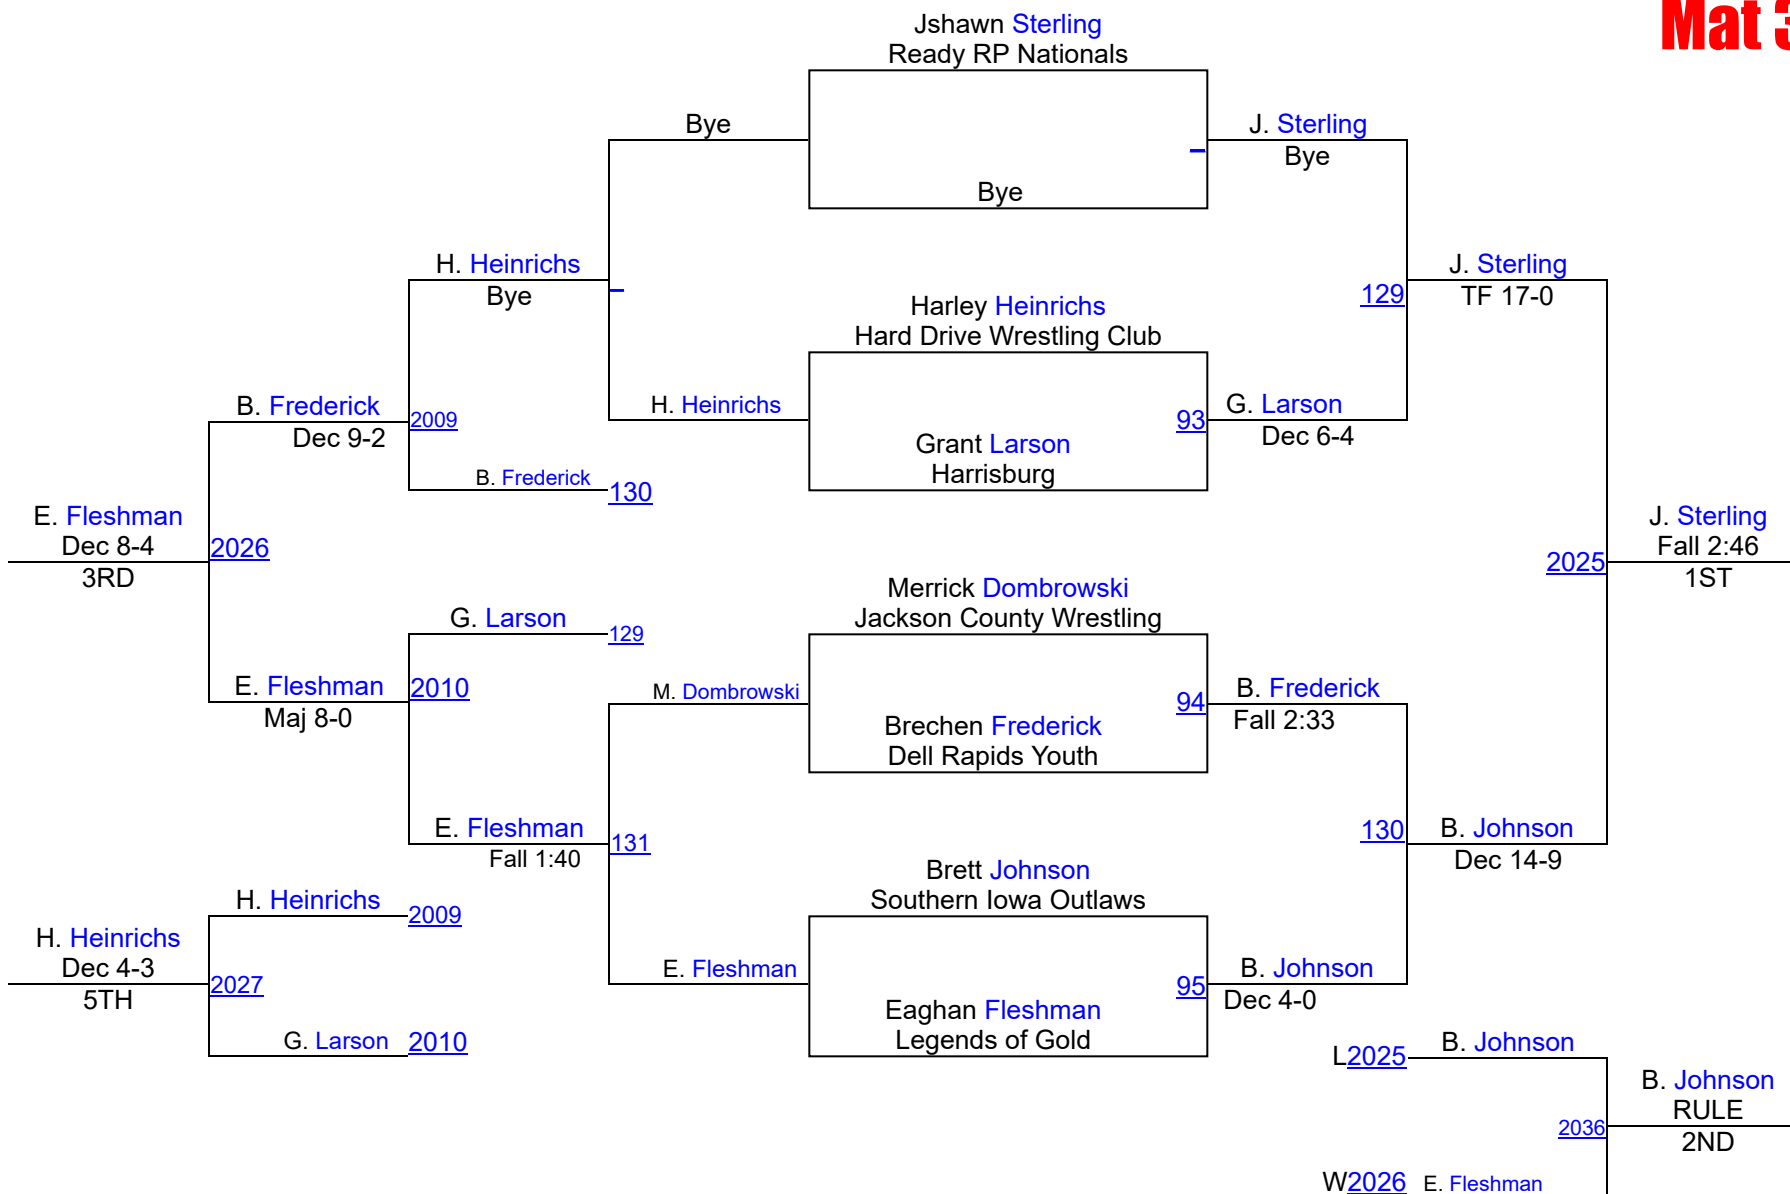 Mat 3
Jshawn Sterling
Ready RP Nationals
Bye
J. Sterling
Bye
Bye
H. Heinrichs
Bye
J. Sterling
129
TF 17-0
Harley Heinrichs
Hard Drive Wrestling Club
B. Frederick
2009
Dec 9-2
H. Heinrichs
93
G. Larson
Dec 6-4
Grant Larson
Harrisburg
B. Frederick
130
E. Fleshman
Dec 8-4
2026
3RD
J. Sterling
Fall 2:46
2025
1ST
Merrick Dombrowski
Jackson County Wrestling
G. Larson
129
E. Fleshman
2010
Maj 8-0
M. Dombrowski
94
B. Frederick
Fall 2:33
Brechen Frederick
Dell Rapids Youth
E. Fleshman
131
Fall 1:40
130
B. Johnson
Dec 14-9
Brett Johnson
Southern Iowa Outlaws
H. Heinrichs
2009
H. Heinrichs
Dec 4-3
2027
5TH
E. Fleshman
95
B. Johnson
Dec 4-0
Eaghan Fleshman
Legends of Gold
G. Larson
2010
L2025
B. Johnson
B. Johnson
RULE
2036
2ND
W2026
E. Fleshman